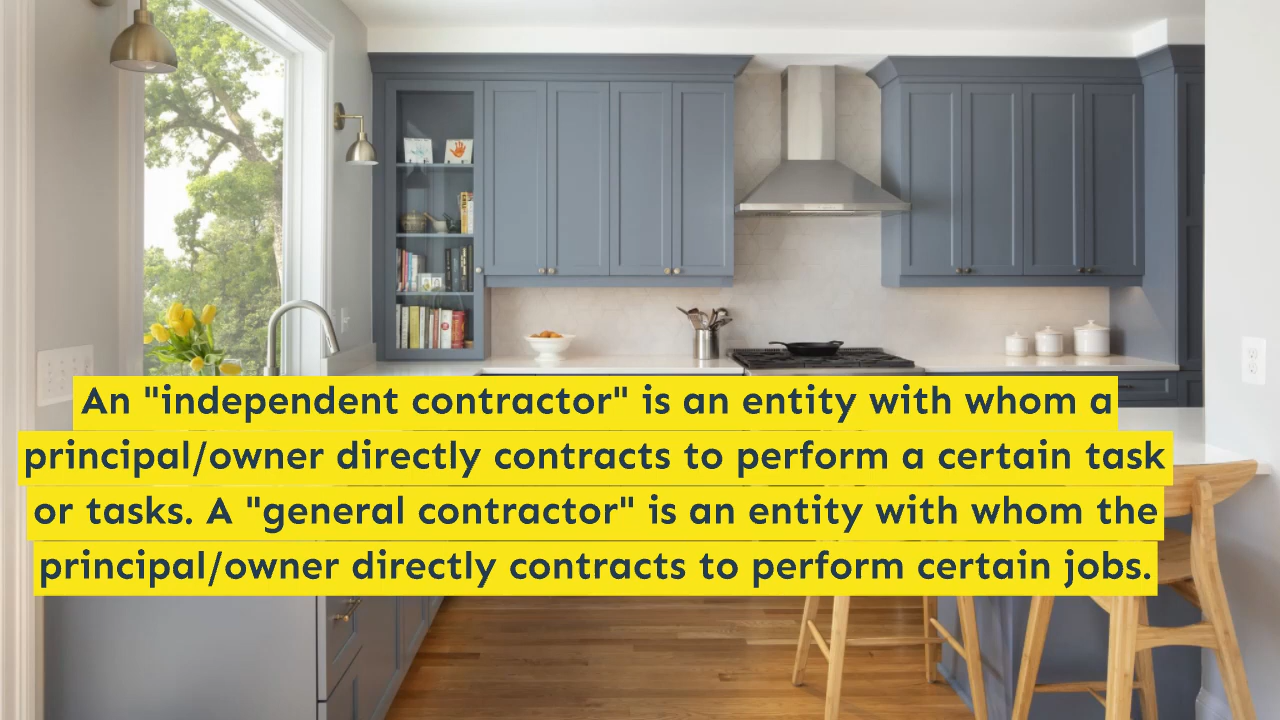 An "independent contractor" is an entity with whom a
principal/owner directly contracts to perform a certain task
or tasks. A "general contractor" is an entity with whom the
principal/owner directly contracts to perform certain jobs.